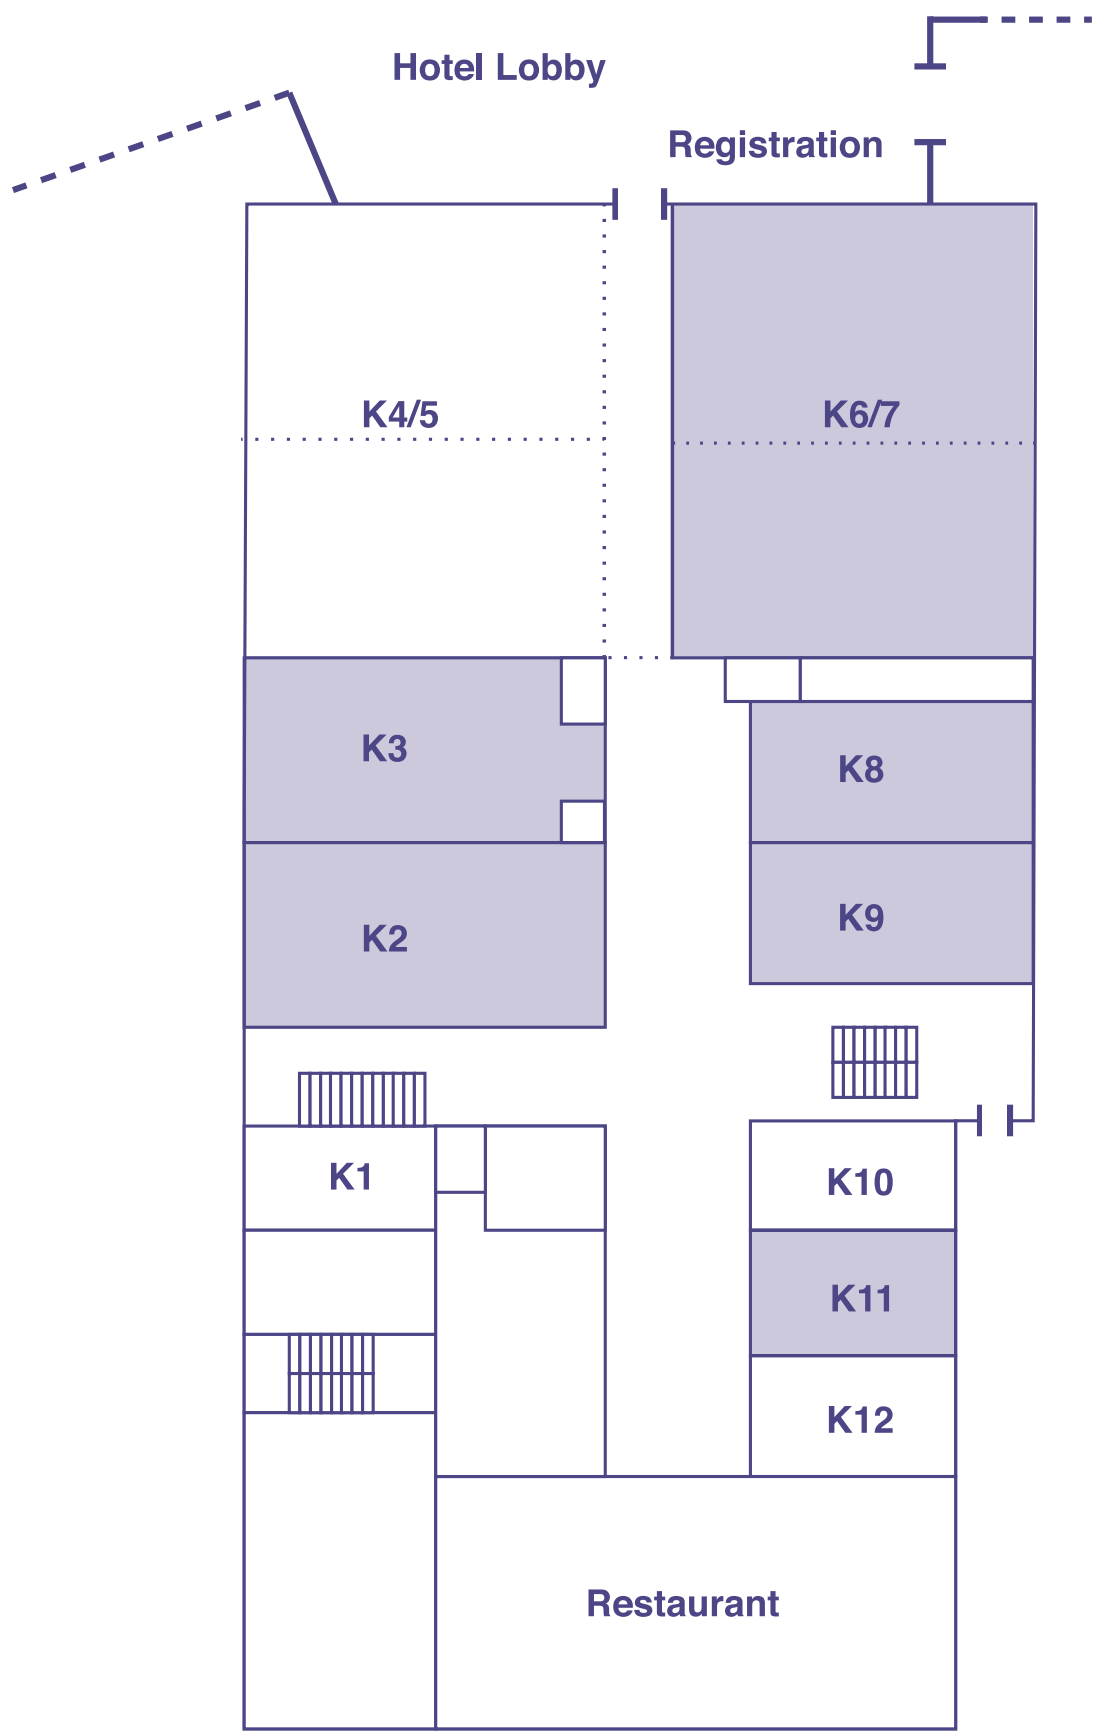 Hotel Lobby
Registration
K4/5
K6/7
K3
K8
K9
K2
K1
K10
K11
K12
Restaurant